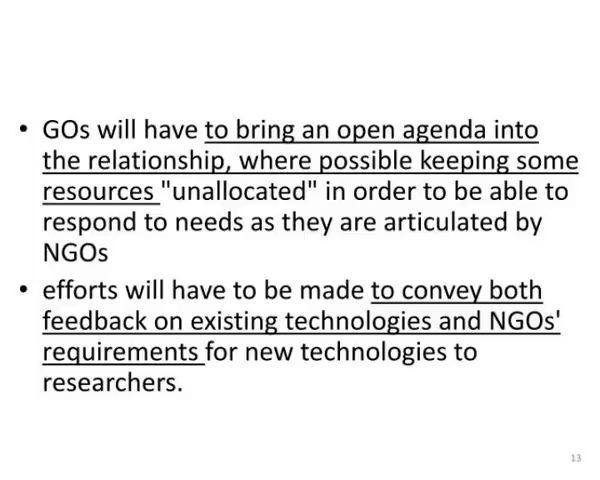 • GOs will have to bring an open agenda into
the relationship, where possible keeping some
resources "unallocated" in order to be able to
respond to needs as they are articulated by
NGOs
• efforts will have to be made to convey both
feedback on existing technologies and NGOs'
requirements for new technologies to
researchers.
13